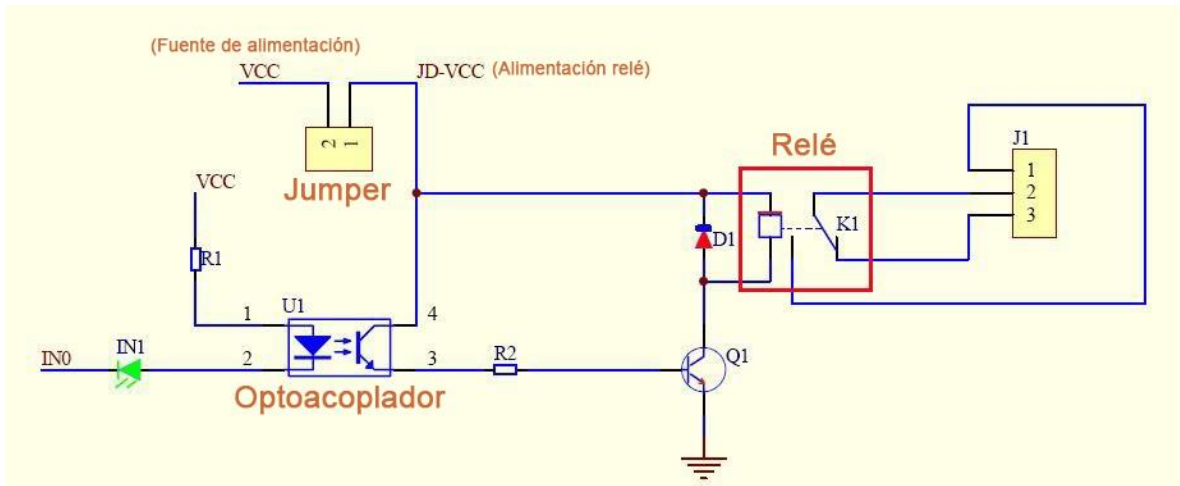 (Fuente de alimentación)
VCC
JD-VCC (Alimentación relé)
2 1
Jumper
VCC
R1
U1
1
4
IN0
IN1
2
3
Optoacoplador
R2
Q1
D1
Relé
K1
J1
1
2
3